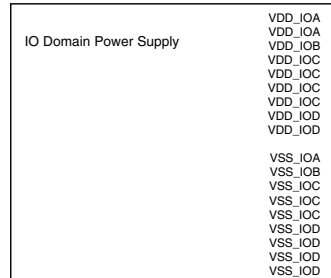 IO Domain Power Supply
VDD_IOA
VDD_IOA
VDD_IOB
VDD_IOC
VDD_IOC
VDD_IOC
VDD_IOC
VDD_IOD
VDD_IOD
VSS_IOA
VSS_IOB
VSS_IOC
VSS_IOC
VSS_IOC
VSS_IOD
VSS_IOD
VSS_IOD
VSS_IOD